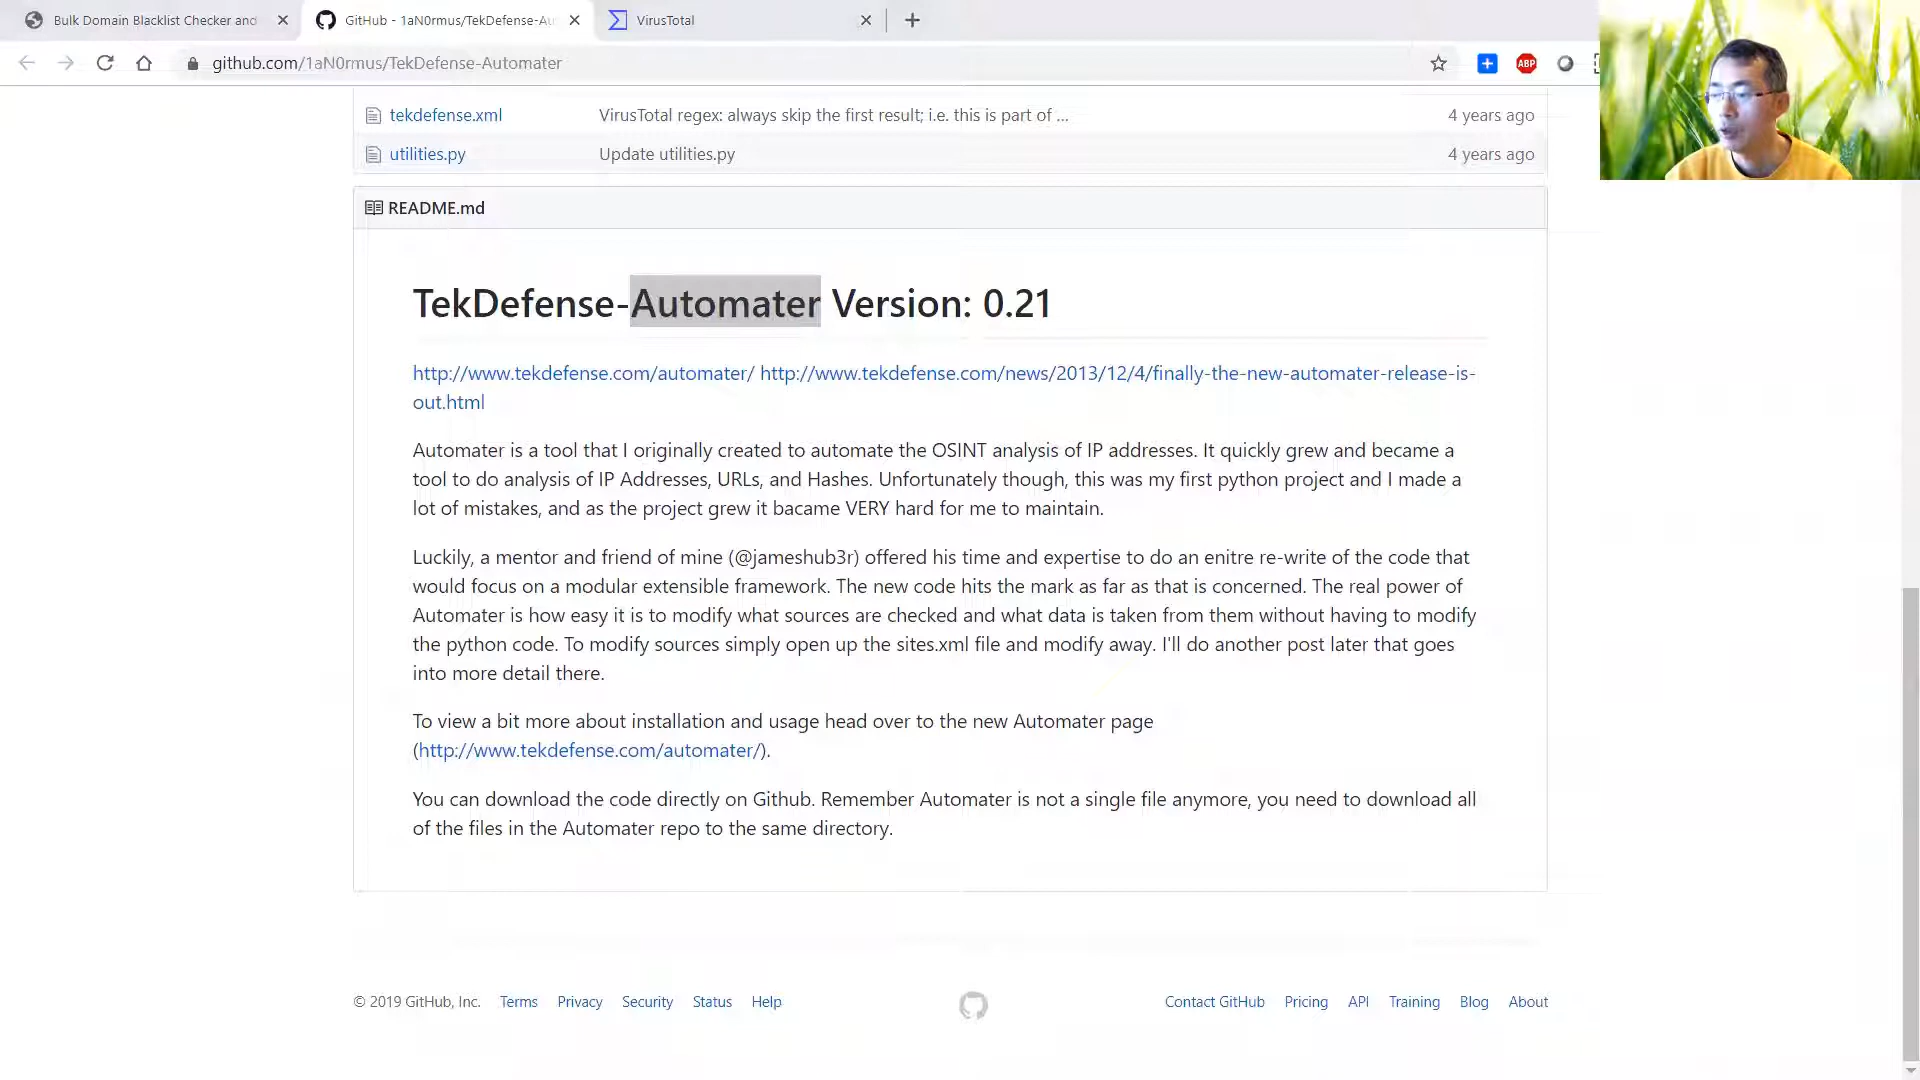 Bulk Domain Blacklist Checker and
GitHub - 1aN0rmus/TekDefense-Au
VirusTotal
github.com/1aN0rmus/TekDefense-Automater
ABP
tekdefense.xml VirusTotal regex: always skip the first result; i.e. this is part of ... 4 years ago
utilities.py Update utilities.py 4 years ago
README.md
TekDefense-Automater Version: 0.21
http://www.tekdefense.com/automater/ http://www.tekdefense.com/news/2013/12/4/finally-the-new-automater-release-is-
out.html
Automater is a tool that I originally created to automate the OSINT analysis of IP addresses. It quickly grew and became a
tool to do analysis of IP Addresses, URLs, and Hashes. Unfortunately though, this was my first python project and I made a
lot of mistakes, and as the project grew it bacame VERY hard for me to maintain.
Luckily, a mentor and friend of mine (@jameshub3r) offered his time and expertise to do an enitre re-write of the code that
would focus on a modular extensible framework. The new code hits the mark as far as that is concerned. The real power of
Automater is how easy it is to modify what sources are checked and what data is taken from them without having to modify
the python code. To modify sources simply open up the sites.xml file and modify away. I'll do another post later that goes
into more detail there.
To view a bit more about installation and usage head over to the new Automater page
(http://www.tekdefense.com/automater/).
You can download the code directly on Github. Remember Automater is not a single file anymore, you need to download all
of the files in the Automater repo to the same directory.
© 2019 GitHub, Inc. Terms Privacy Security Status Help Contact GitHub Pricing API Training Blog About